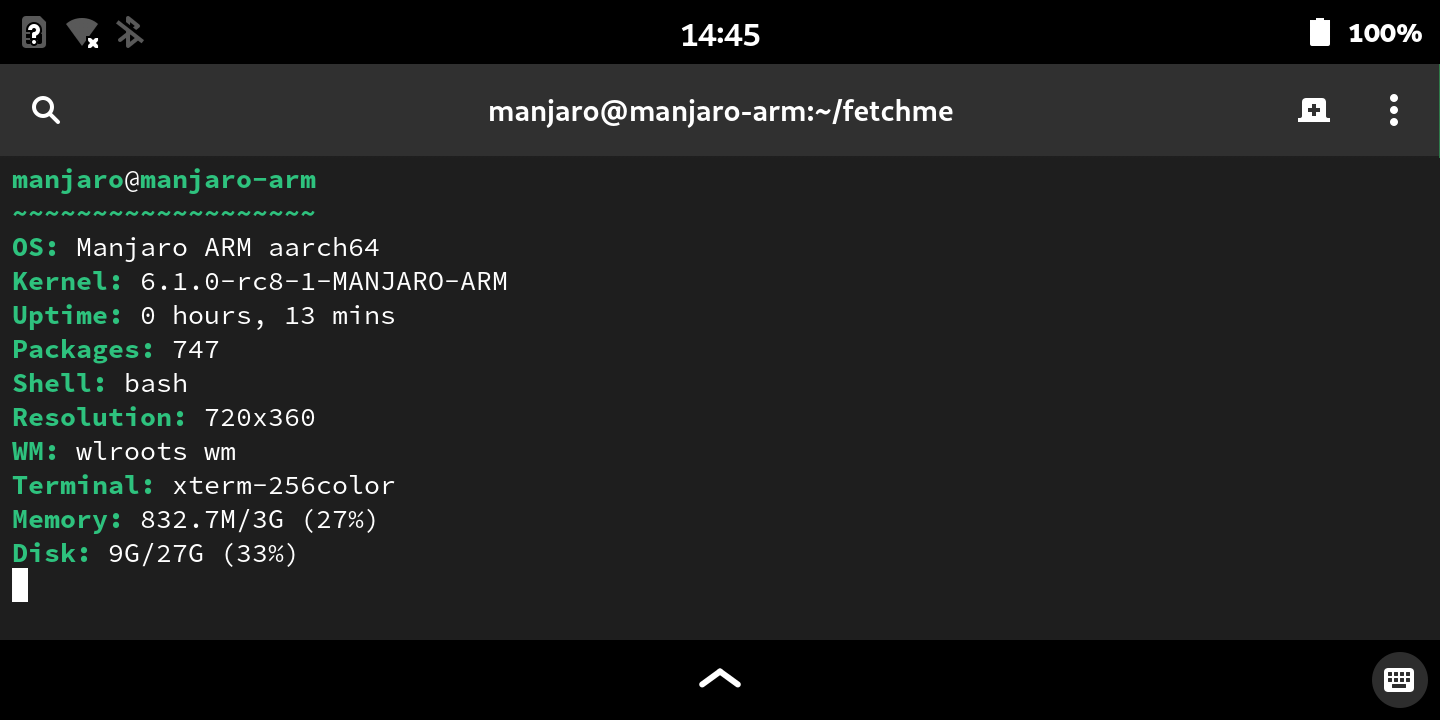 14:45
100%
manjaro@manjaro-arm:~/fetchme
manjaro@manjaro-arm
~~~~~~~~~~~~~~~~~~~
OS: Manjaro ARM aarch64
Kernel: 6.1.0-rc8-1-MANJARO-ARM
Uptime: 0 hours, 13 mins
Packages: 747
Shell: bash
Resolution: 720x360
WM: wlroots wm
Terminal: xterm-256color
Memory: 832.7M/3G (27%)
Disk: 9G/27G (33%)